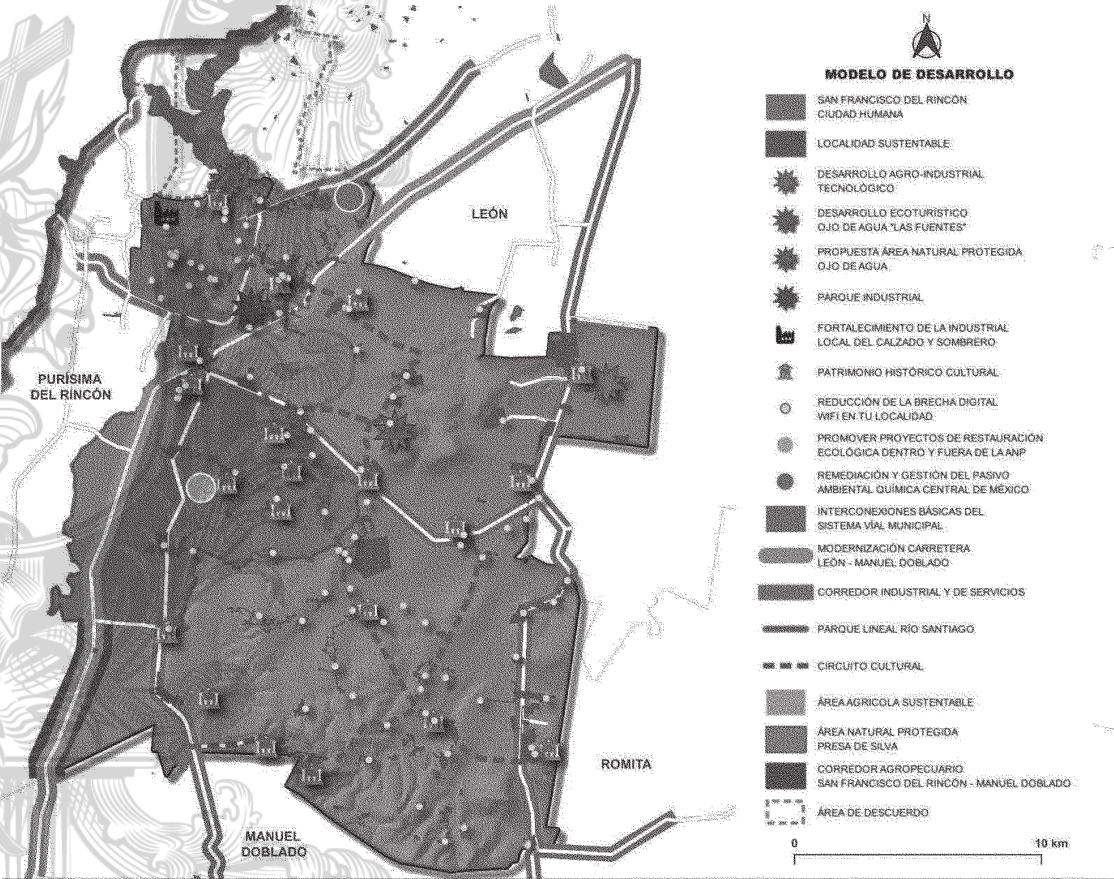 N
MODELO DE DESARROLLO
SAN FRANCISCO DEL RINCÓN
CIUDAD HUMANA
LOCALIDAD SUSTENTABLE
DESARROLLO AGRO-INDUSTRIAL
TECNOLÓGICO
DESARROLLO ECOTURÍSTICO
OJO DE AGUA "LAS FUENTES"
PROPUESTA ÁREA NATURAL PROTEGIDA
OJO DE AGUA
PARQUE INDUSTRIAL
FORTALECIMIENTO DE LA INDUSTRIAL
LOCAL DEL CALZADO Y SOMBRERO
PATRIMONIO HISTÓRICO CULTURAL
REDUCCIÓN DE LA BRECHA DIGITAL
WIFI EN TU LOCALIDAD
PROMOVER PROYECTOS DE RESTAURACIÓN
ECOLÓGICA DENTRO Y FUERA DE LA ANP
REMEDIACIÓN Y GESTIÓN DEL PASIVO
AMBIENTAL QUÍMICA CENTRAL DE MÉXICO
INTERCONEXIONES BÁSICAS DEL
SISTEMA VÍAL MUNICIPAL
MODERNIZACIÓN CARRETERA
LEÓN - MANUEL DOBLADO
CORREDOR INDUSTRIAL Y DE SERVICIOS
PARQUE LINEAL RÍO SANTIAGO
CIRCUITO CULTURAL
ÁREA AGRICOLA SUSTENTABLE
ÁREA NATURAL PROTEGIDA
PRESA DE SILVA
CORREDOR AGROPECUARIO
SAN FRANCISCO DEL RINCÓN - MANUEL DOBLADO
ÁREA DE DESCUERDO
0 10 km
LEÓN
PURÍSIMA
DEL RÍNCÓN
ROMITA
MANUEL
DOBLADO